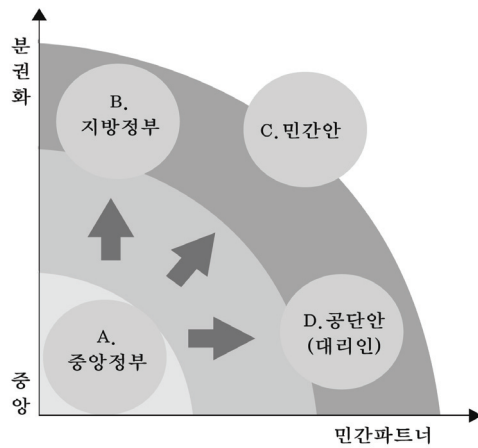 분권화
B.
지방정부
C.민간안
D.공단안
(대리인)
A.
중앙정부
중앙
민간파트너